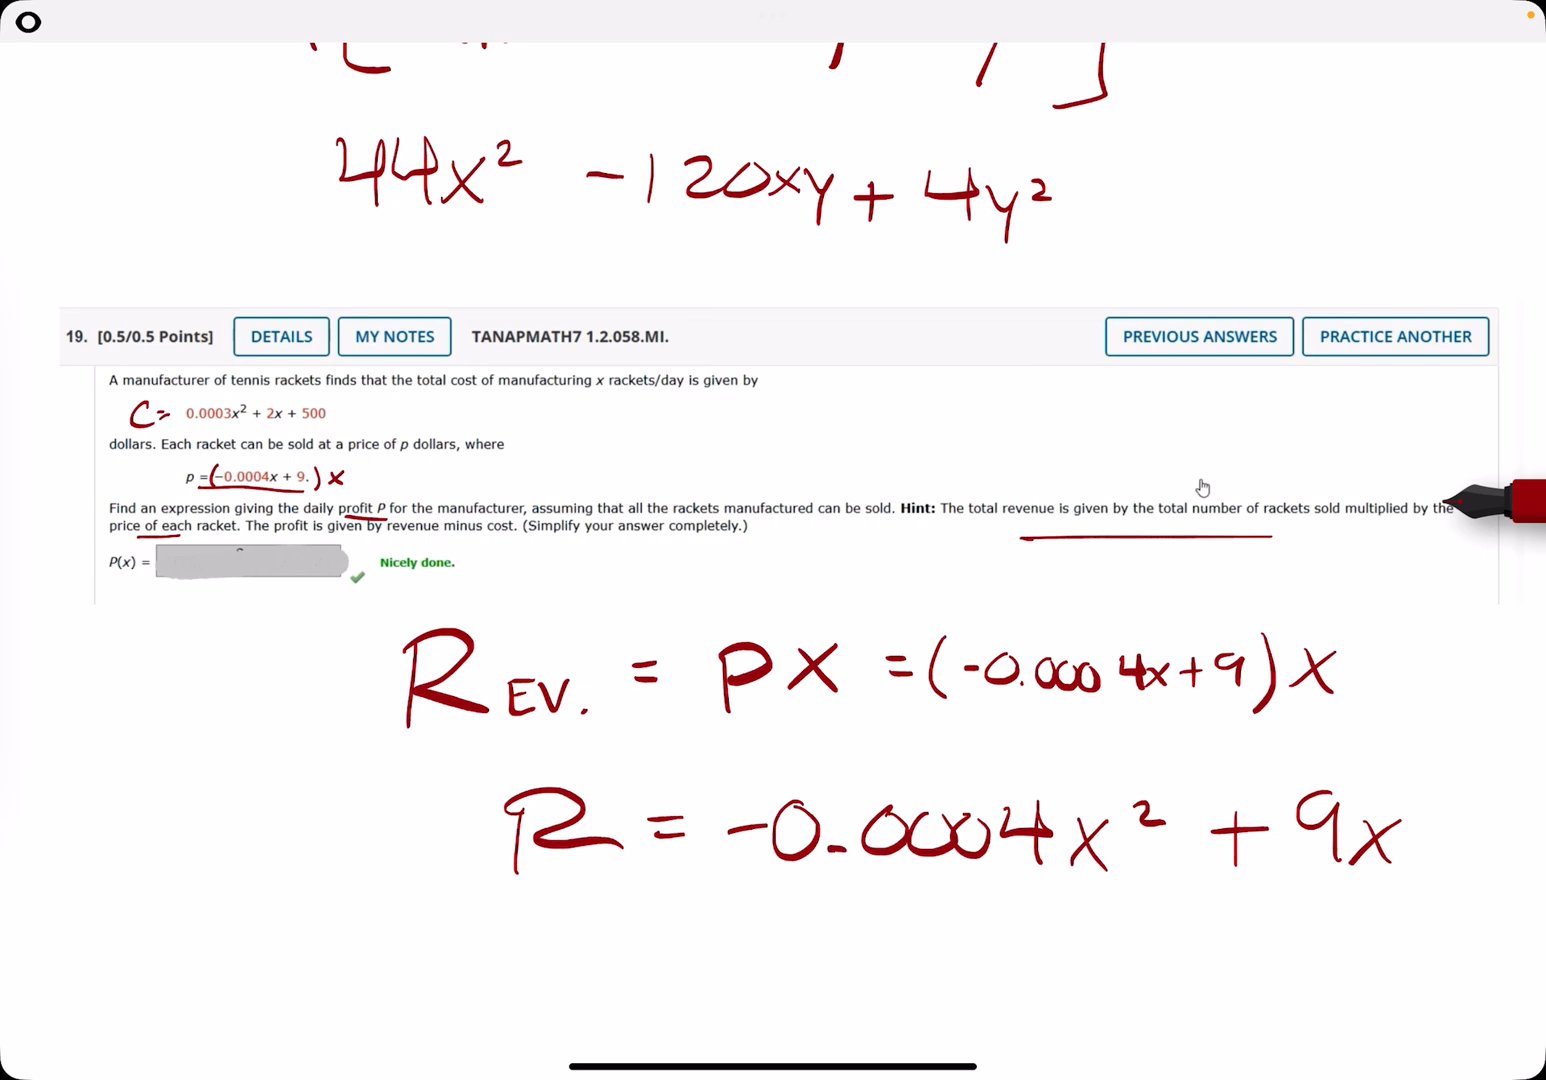 44x² -120xy + 4y²
19. [0.5/0.5 Points] DETAILS MY NOTES TANAPMATH7 1.2.058.MI. PREVIOUS ANSWERS PRACTICE ANOTHER
A manufacturer of tennis rackets finds that the total cost of manufacturing x rackets/day is given by
C= 0.0003x² + 2x + 500
dollars. Each racket can be sold at a price of p dollars, where
p =(-0.0004x + 9.) x
Find an expression giving the daily profit P for the manufacturer, assuming that all the rackets manufactured can be sold. Hint: The total revenue is given by the total number of rackets sold multiplied by the
price of each racket. The profit is given by revenue minus cost. (Simplify your answer completely.)
P(x) = Nicely done.
REV. = PX =(-0.0004x+9)x
R = -0.0004x² + 9x